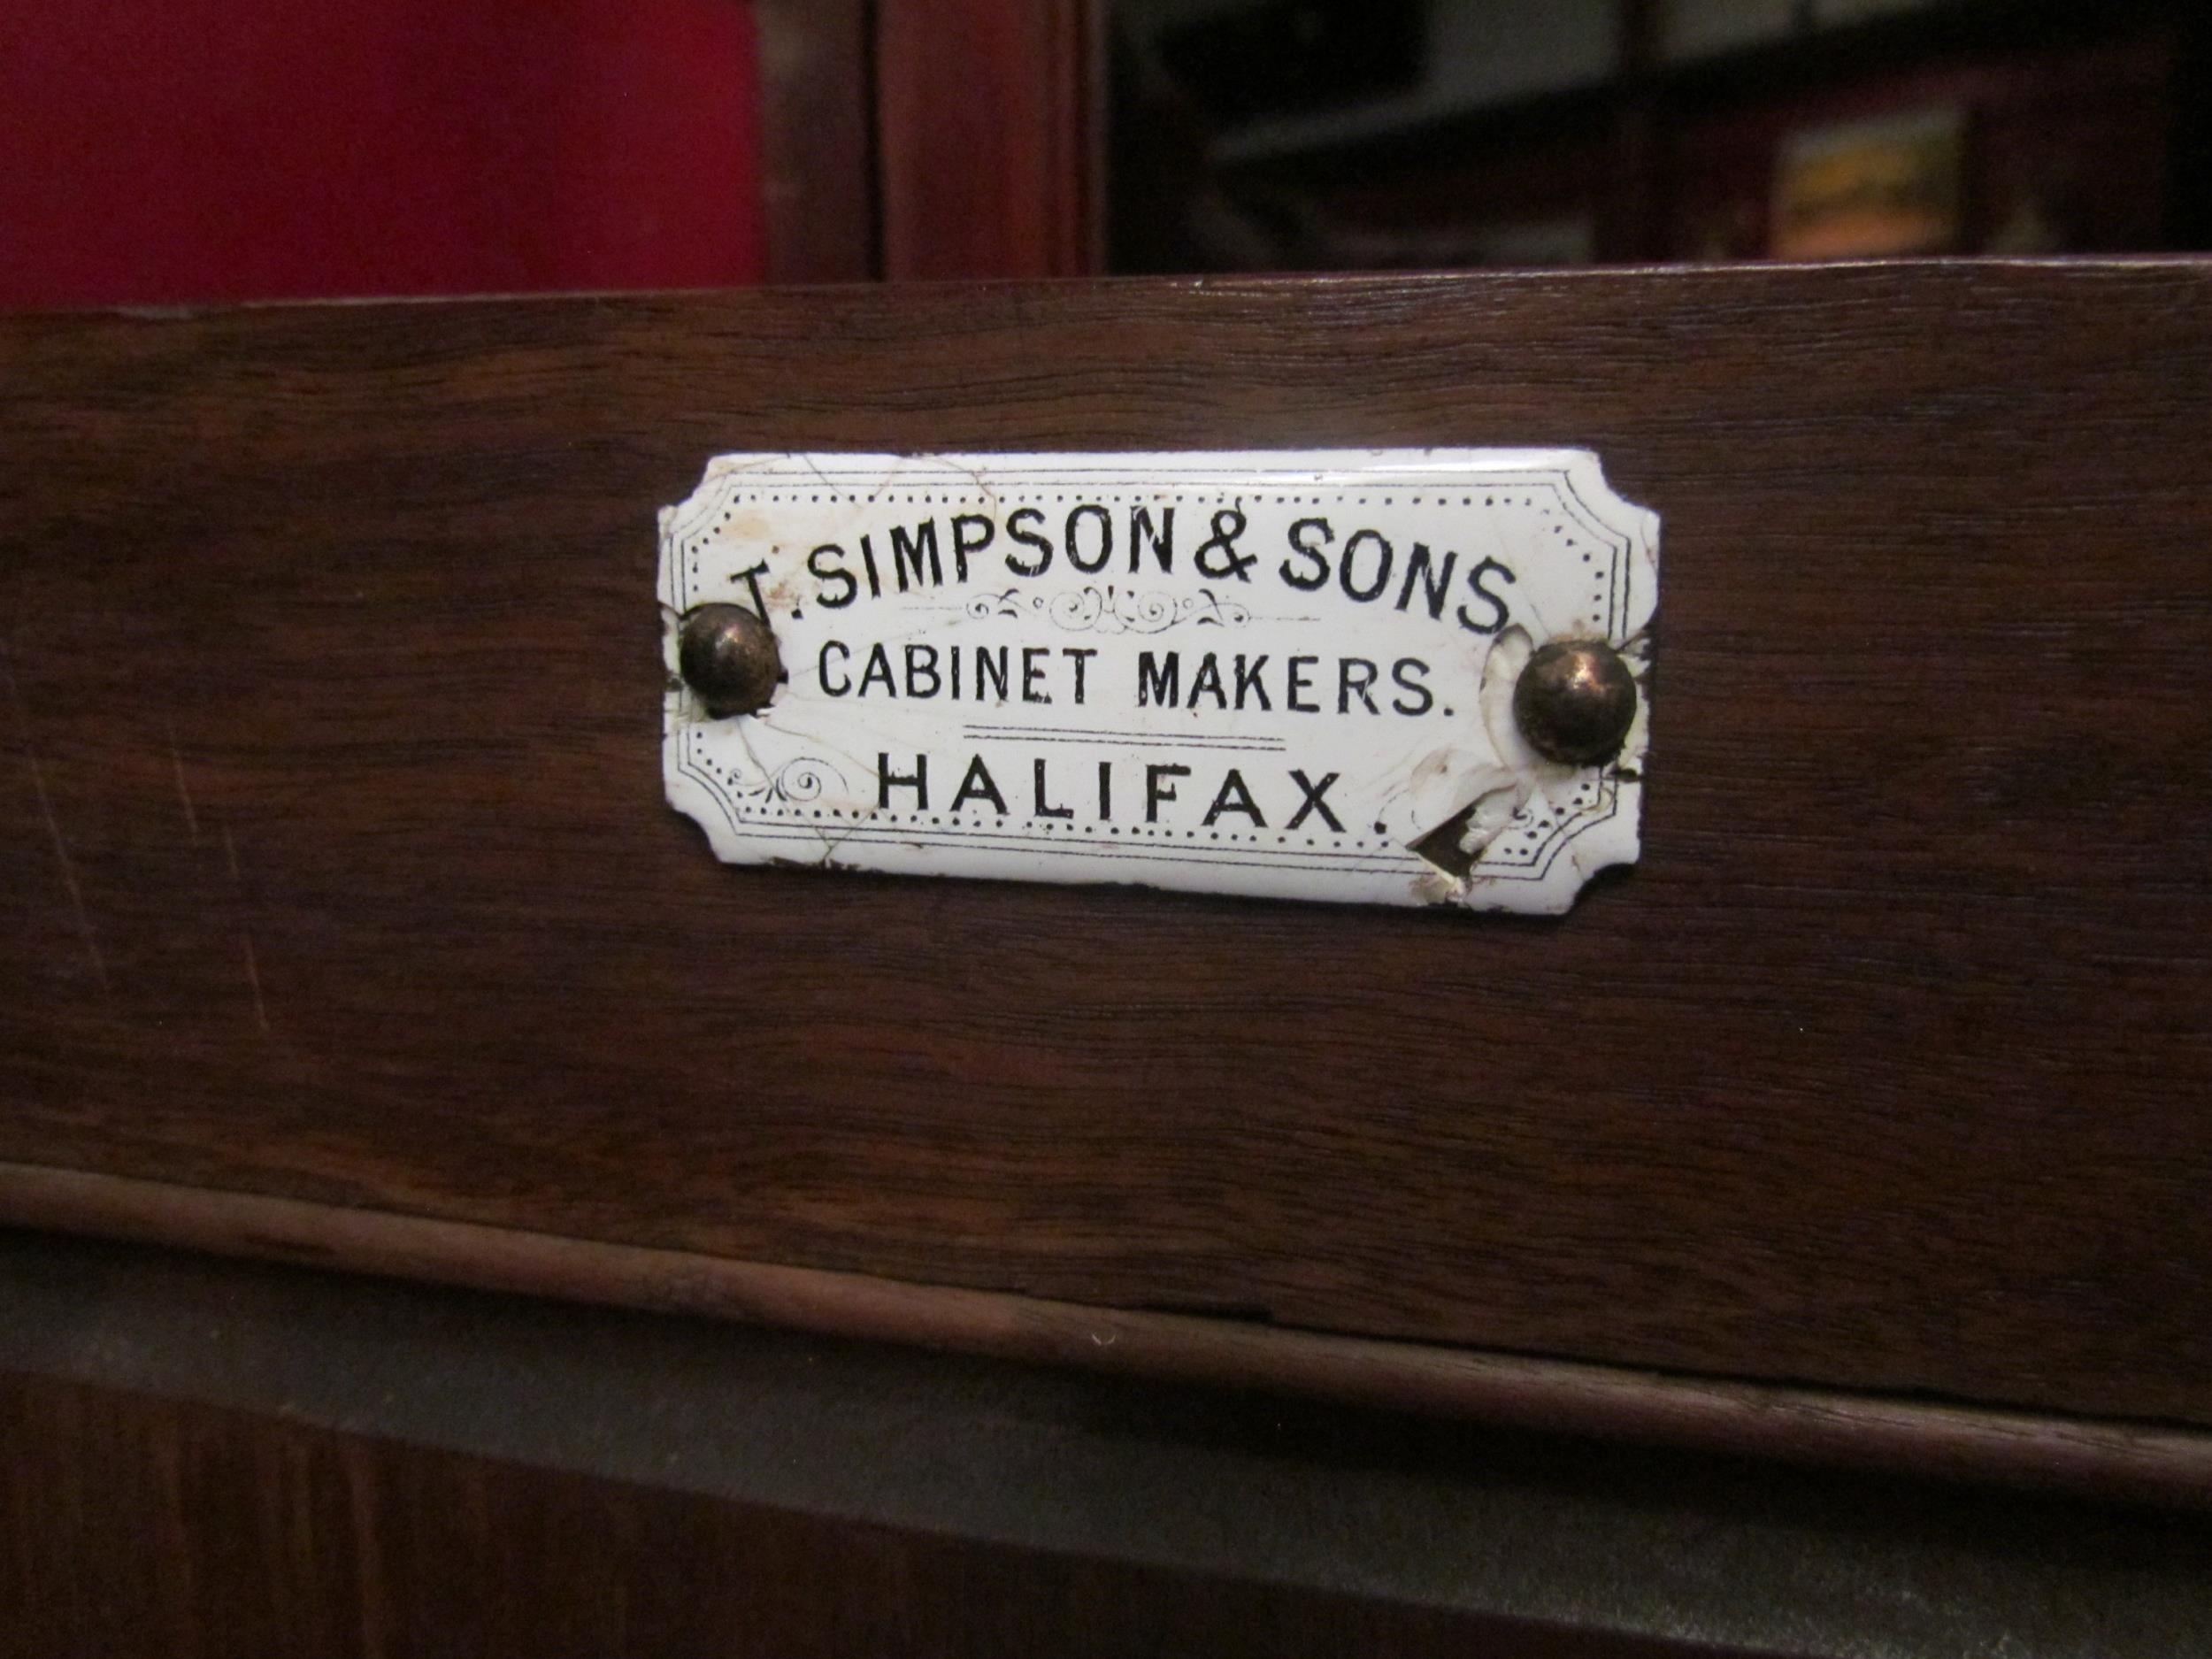 T. SIMPSON & SONS
CABINET MAKERS.
HALIFAX.